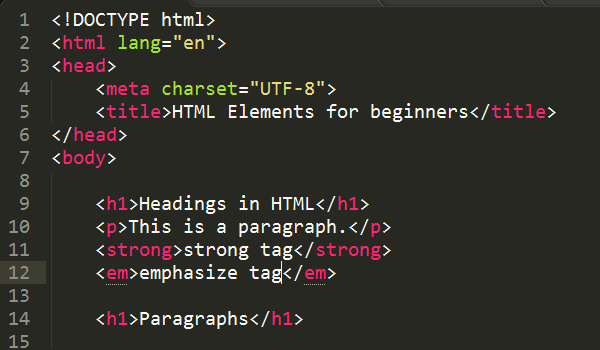 1 <!DOCTYPE html>
2 <html lang="en">
3 <head>
4 <meta charset="UTF-8">
5 <title>HTML Elements for beginners</title>
6 </head>
7 <body>
8
9 <h1>Headings in HTML</h1>
10 <p>This is a paragraph.</p>
11 <strong>strong tag</strong>
12 <em>emphasize tag</em>
13
14 <h1>Paragraphs</h1>
15